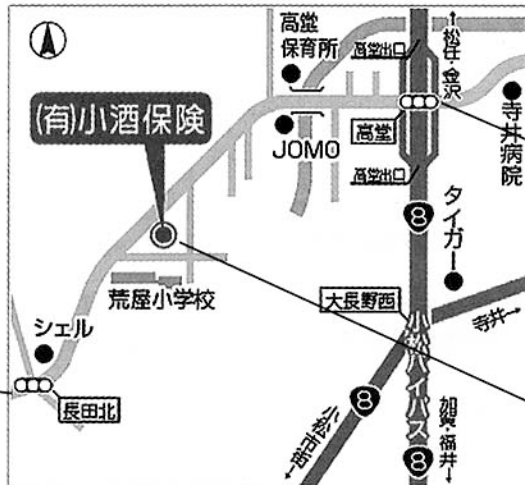 高堂
保育所
高堂出口
←松任・金沢
(有)小酒保険
JOMO
高堂
寺井病院
高堂出口
8
タイガー
荒屋小学校
大長野西
寺井→
シェル
長田北
小松バイパス
8
小松市街→
加賀・福井→
8